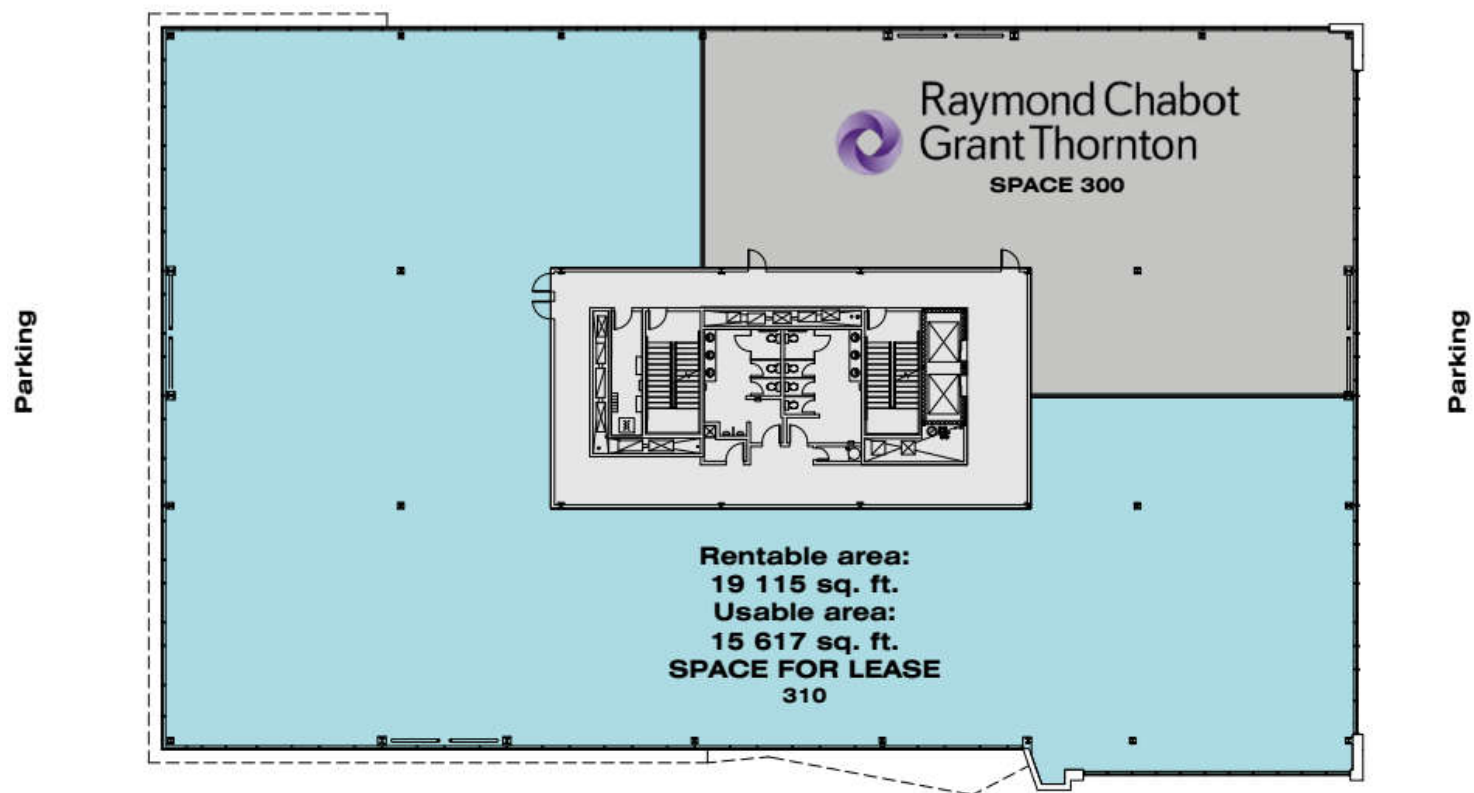 Raymond Chabot
Grant Thornton
SPACE 300
Parking
Parking
Rentable area:
19 115 sq. ft.
Usable area:
15 617 sq. ft.
SPACE FOR LEASE
310